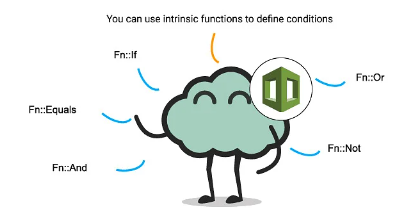 You can use intrinsic functions to define conditions
Fn::If
Fn::Or
Fn::Equals
Fn::Not
Fn::And